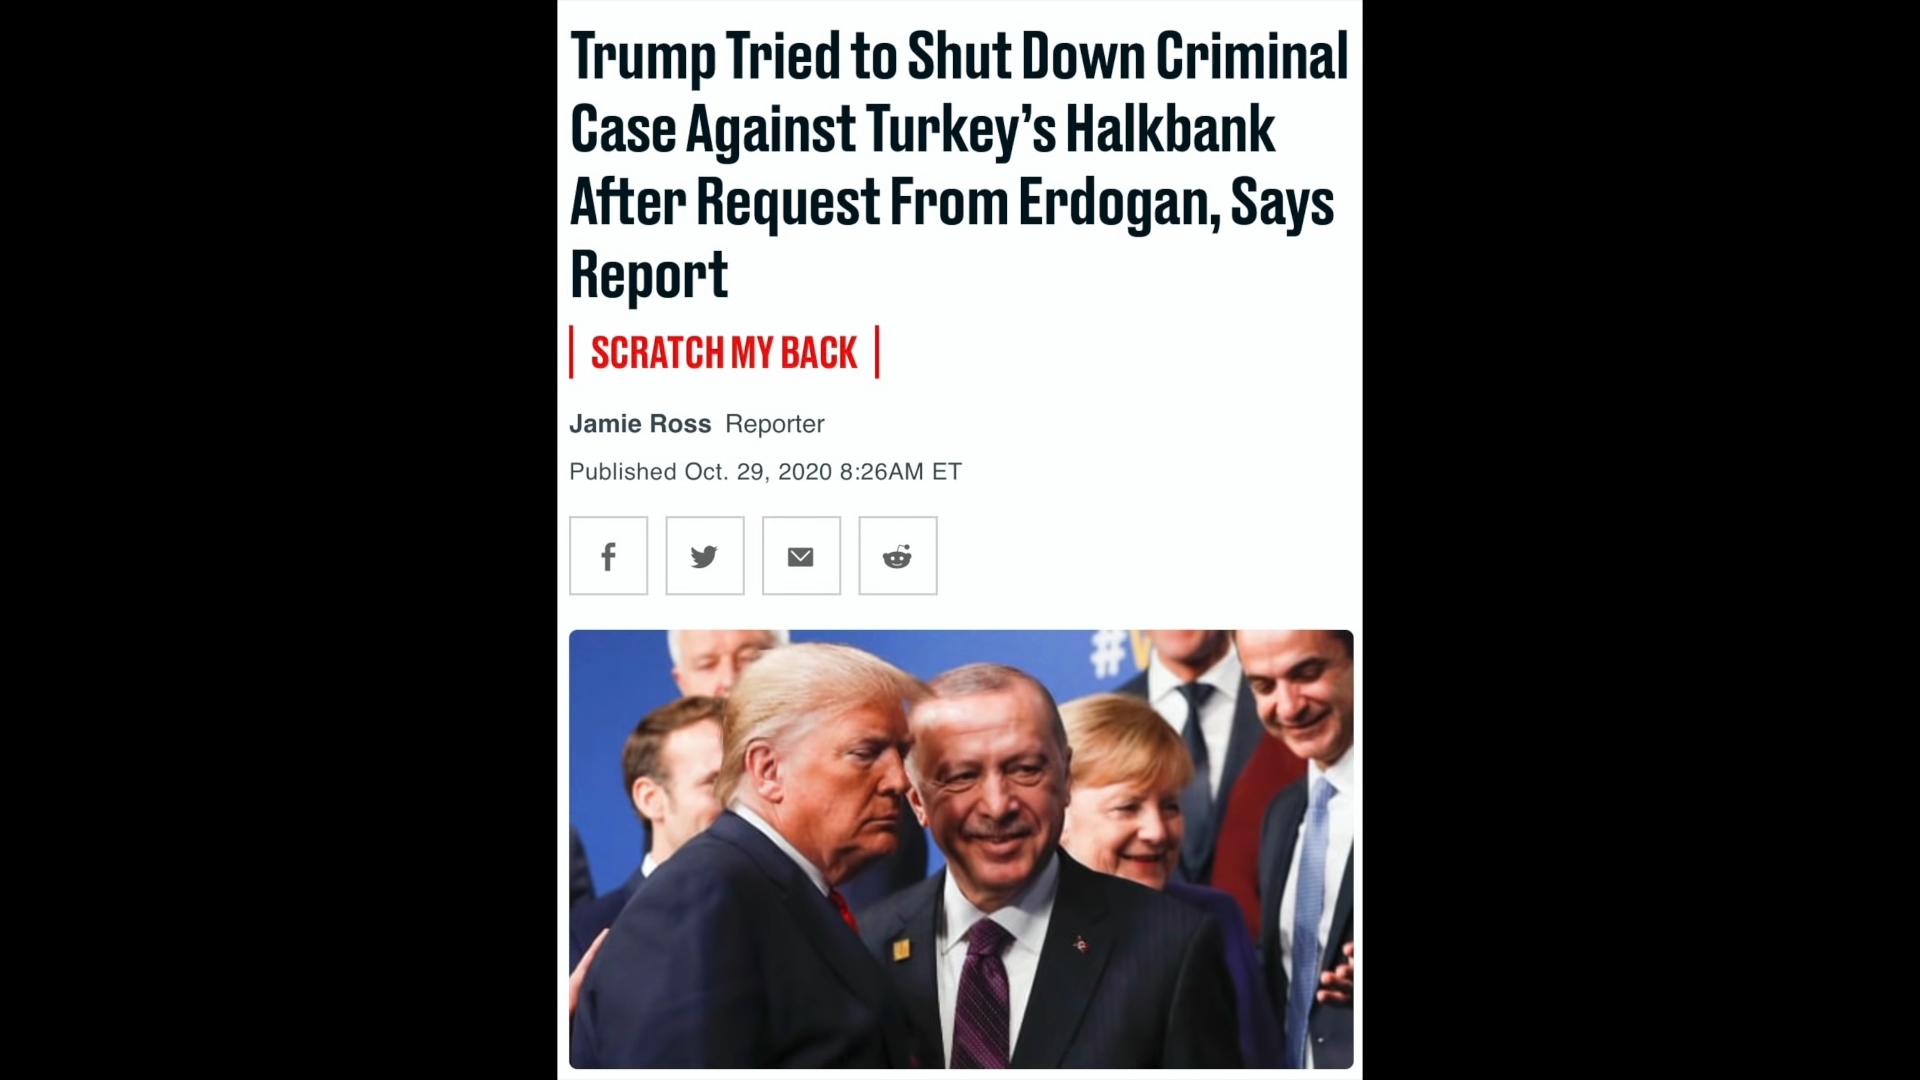 Trump Tried to Shut Down Criminal
Case Against Turkey’s Halkbank
After Request From Erdogan, Says
Report
SCRATCH MY BACK
Jamie Ross Reporter
Published Oct. 29, 2020 8:26AM ET